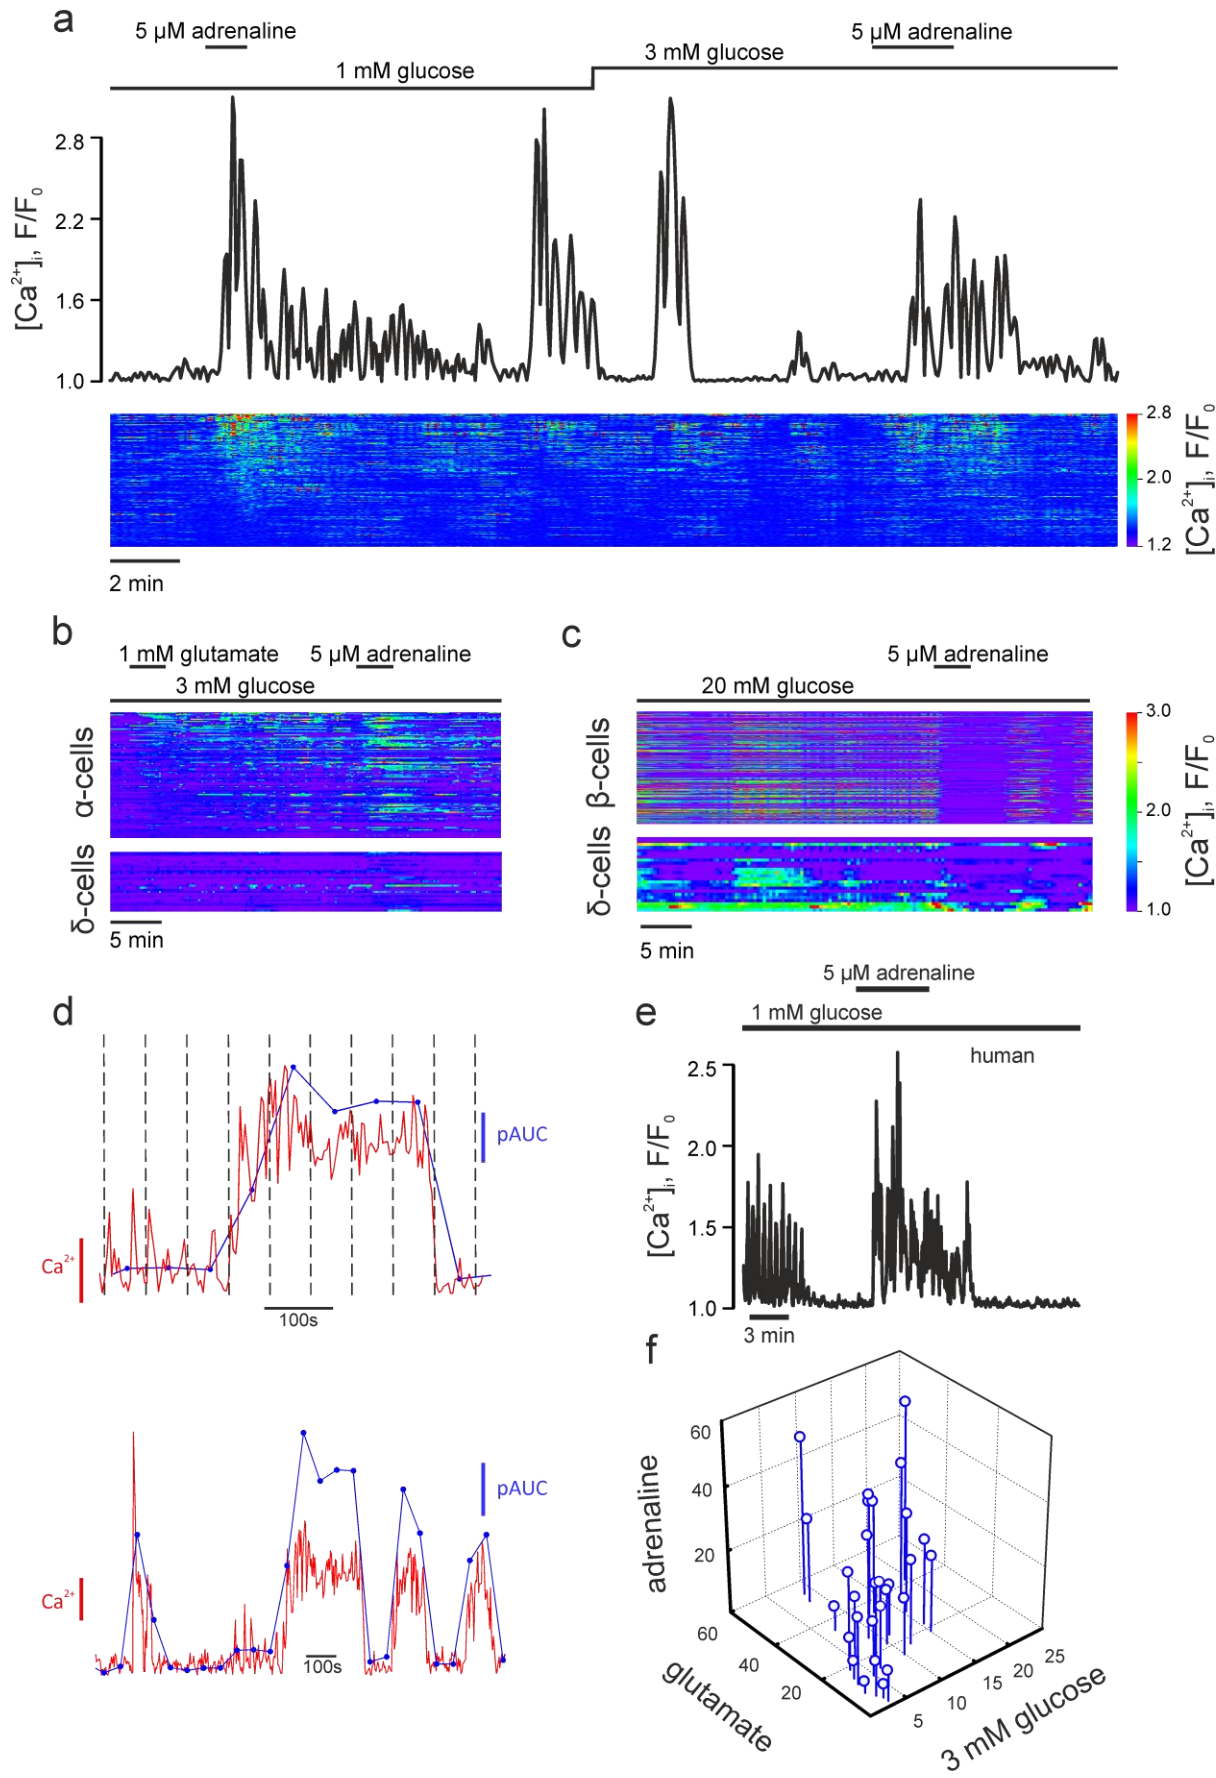 a
5 µM adrenaline
5 µM adrenaline
3 mM glucose
1 mM glucose
2.8
2.2
1.6
1.0
[Ca²⁺]ᵢ, F/F₀
2.8
2.0
1.2
[Ca²⁺]ᵢ, F/F₀
2 min
b
1 mM glutamate
5 µM adrenaline
3 mM glucose
α-cells
δ-cells
5 min
c
5 µM adrenaline
20 mM glucose
β-cells
δ-cells
3.0
2.0
1.0
[Ca²⁺]ᵢ, F/F₀
5 min
d
pAUC
Ca²⁺
100s
pAUC
Ca²⁺
100s
e
5 µM adrenaline
1 mM glucose
human
2.5
2.0
1.5
1.0
[Ca²⁺]ᵢ, F/F₀
3 min
f
60
40
20
adrenaline
60
40
20
glutamate
5
10
15
20
25
3 mM glucose